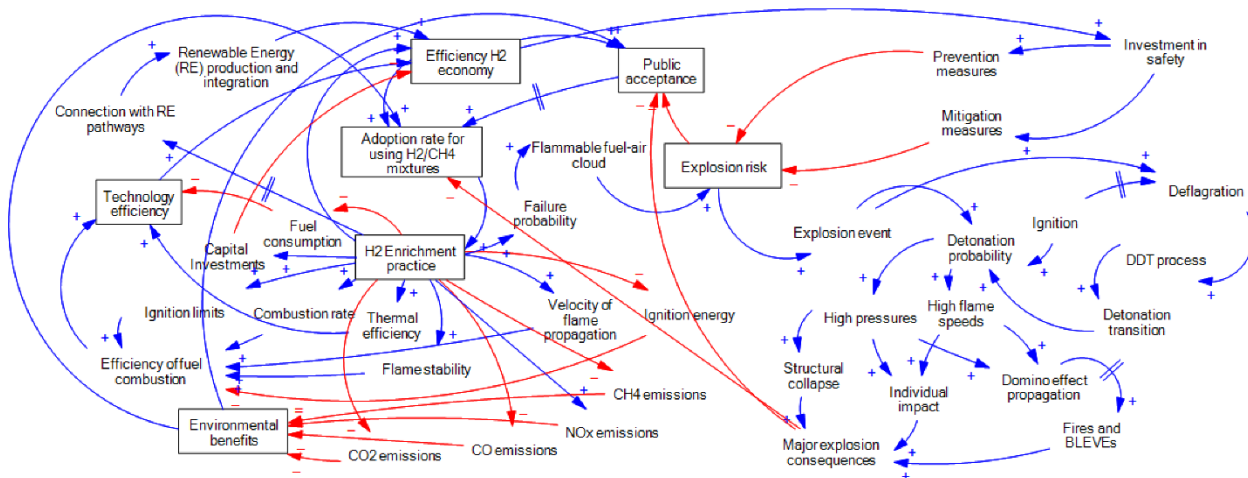 Renewable Energy
(RE) production and
integration
Efficiency H2
economy
Public
acceptance
Prevention
measures
Investment in
safety
Connection with RE
pathways
Adoption rate for
using H2/CH4
mixtures
Flammable fuel-air
cloud
Mitigation
measures
Explosion risk
Technology
efficiency
Deflagration
Failure
probability
Fuel
consumption
Capital
Investments
H2 Enrichment
practice
Explosion event
Detonation
probability
Ignition
DDT process
Ignition limits
Combustion rate
Thermal
efficiency
Velocity of
flame
propagation
Ignition energy
High pressures
High flame
speeds
Detonation
transition
Efficiency of fuel
combustion
Flame stability
Structural
collapse
Individual
impact
Domino effect
propagation
CH4 emissions
Environmental
benefits
NOx emissions
CO emissions
CO2 emissions
Major explosion
consequences
Fires and
BLEVEs